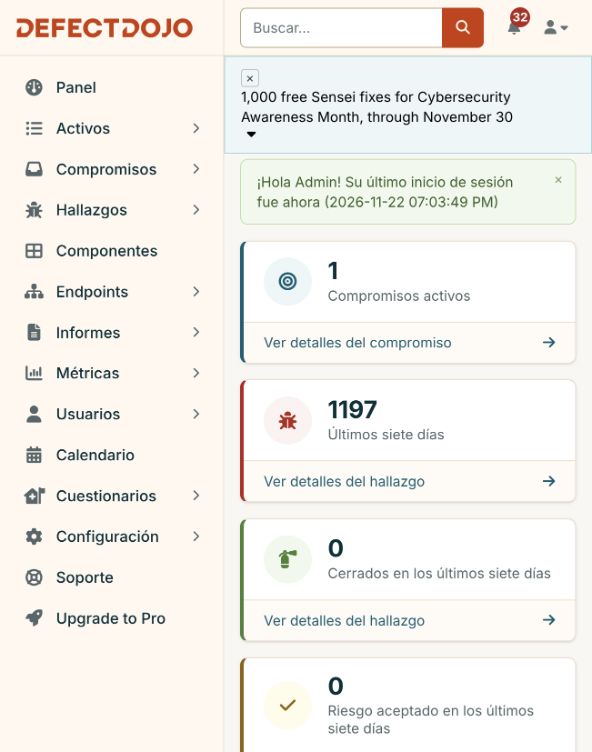 DEFECTDOJO
Buscar...
32
Panel
Activos
Compromisos
Hallazgos
Componentes
Endpoints
Informes
Métricas
Usuarios
Calendario
Cuestionarios
Configuración
Soporte
Upgrade to Pro
1,000 free Sensei fixes for Cybersecurity
Awareness Month, through November 30
¡Hola Admin! Su último inicio de sesión
fue ahora (2026-11-22 07:03:49 PM)
1
Compromisos activos
Ver detalles del compromiso
1197
Últimos siete días
Ver detalles del hallazgo
0
Cerrados en los últimos siete días
Ver detalles del hallazgo
0
Riesgo aceptado en los últimos
siete días